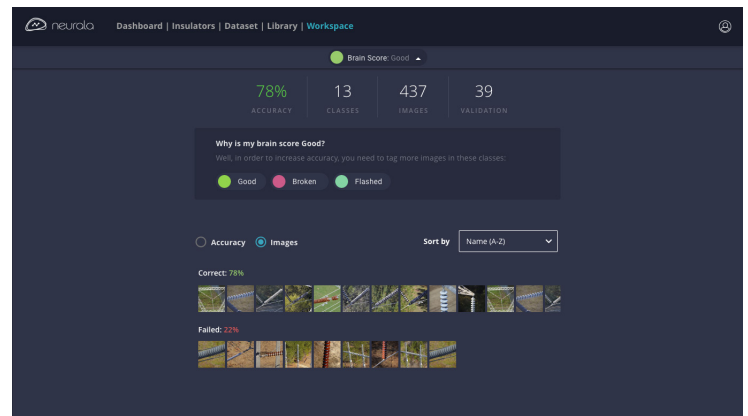 neurala Dashboard | Insulators | Dataset | Library | Workspace
Brain Score: Good
78% 13 437 39
ACCURACY CLASSES IMAGES VALIDATION
Why is my brain score Good?
Well, in order to increase accuracy, you need to tag more images in these classes:
Good Broken Flashed
Accuracy Images Sort by Name (A-Z)
Correct: 78%
Failed: 22%